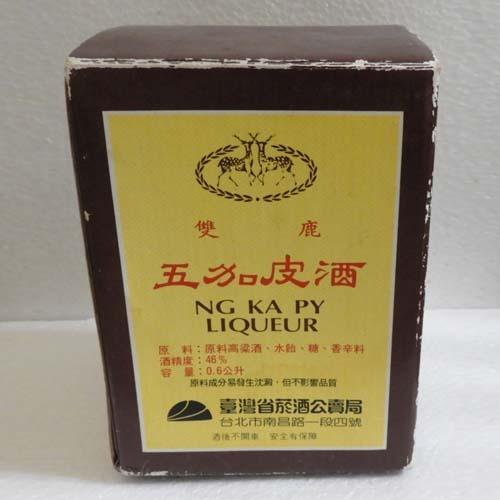 雙 鹿
五加皮酒
NG KA PY
LIQUEUR
原 料：原料高粱酒、水飴、糖、香辛料
酒精度：46%
容 量：0.6公升
原料成分易發生沈澱，但不影響品質
臺灣省菸酒公賣局
台北市南昌路一段四號
酒後不開車 安全有保障